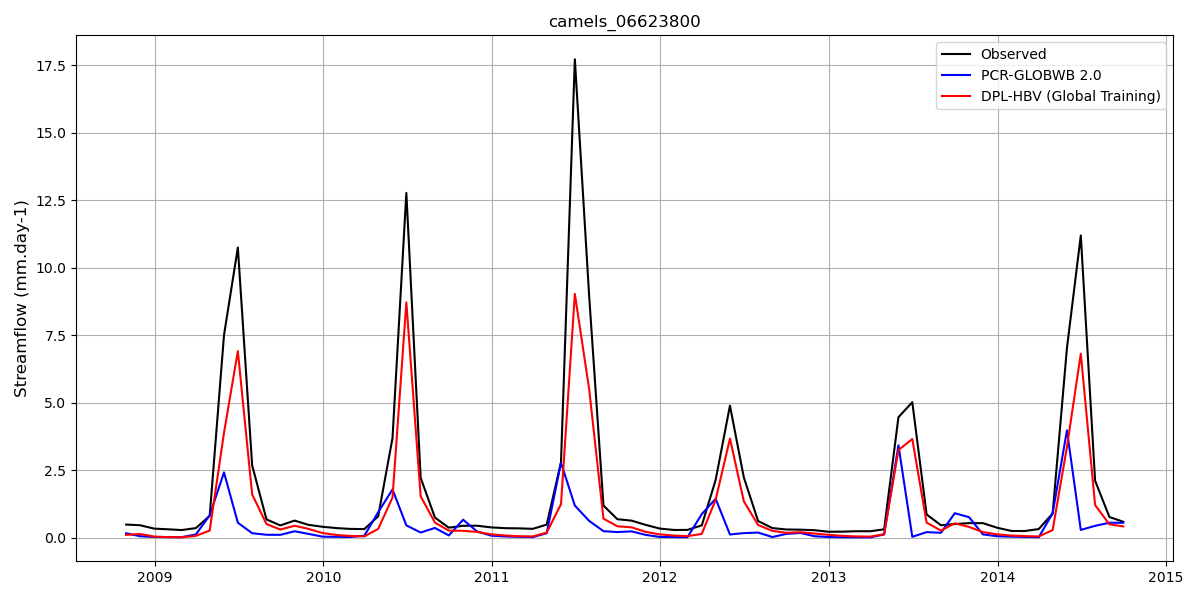 camels_06623800
Observed
PCR-GLOBWB 2.0
DPL-HBV (Global Training)
Streamflow (mm.day-1)
17.5
15.0
12.5
10.0
7.5
5.0
2.5
0.0
2009 2010 2011 2012 2013 2014 2015